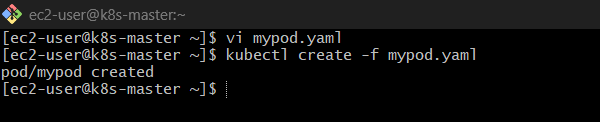 ec2-user@k8s-master:~
[ec2-user@k8s-master ~]$ vi mypod.yaml
[ec2-user@k8s-master ~]$ kubectl create -f mypod.yaml
pod/mypod created
[ec2-user@k8s-master ~]$